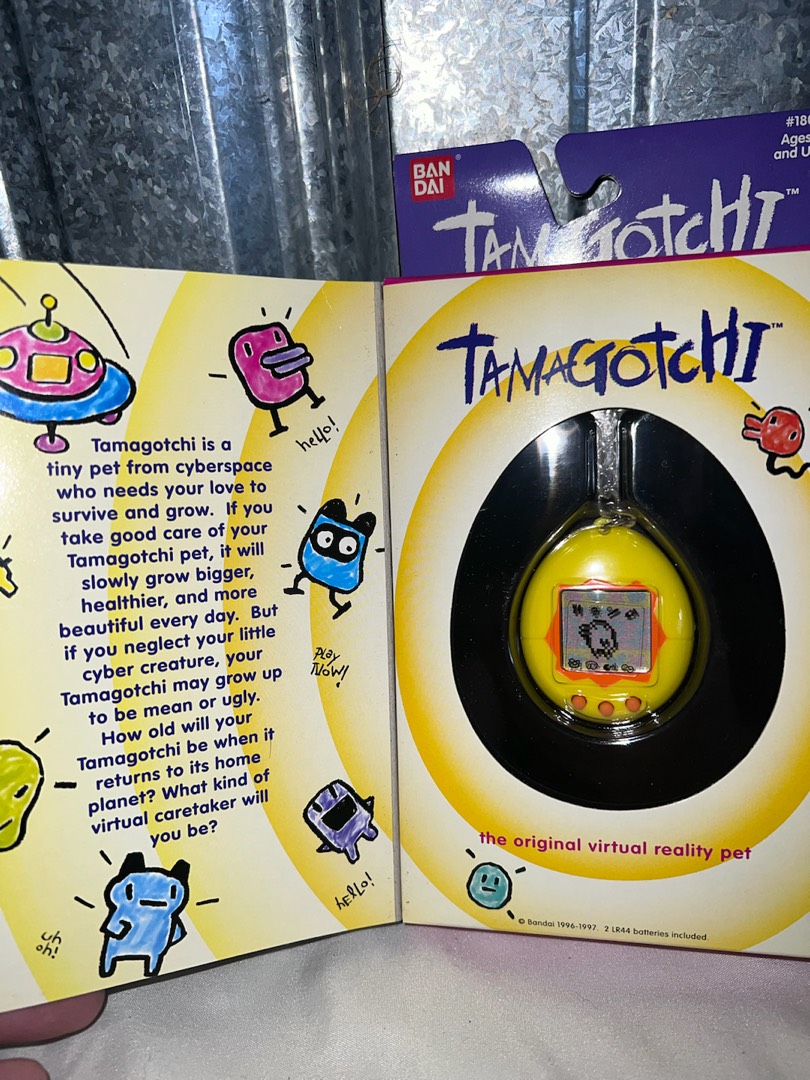 BAN
DAI
#180
Ages
and U
TAMAGOTCHI™
Tamagotchi is a
tiny pet from cyberspace
who needs your love to
survive and grow. If you
take good care of your
Tamagotchi pet, it will
slowly grow bigger,
healthier, and more
beautiful every day. But
if you neglect your little
cyber creature, your
Tamagotchi may grow up
to be mean or ugly.
How old will your
Tamagotchi be when it
returns to its home
planet? What kind of
virtual caretaker will
you be?
hello!
Play
NOW!
hELLo!
uh
oh!
TAMAGOTCHI™
the original virtual reality pet
© Bandai 1996-1997. 2 LR44 batteries included.